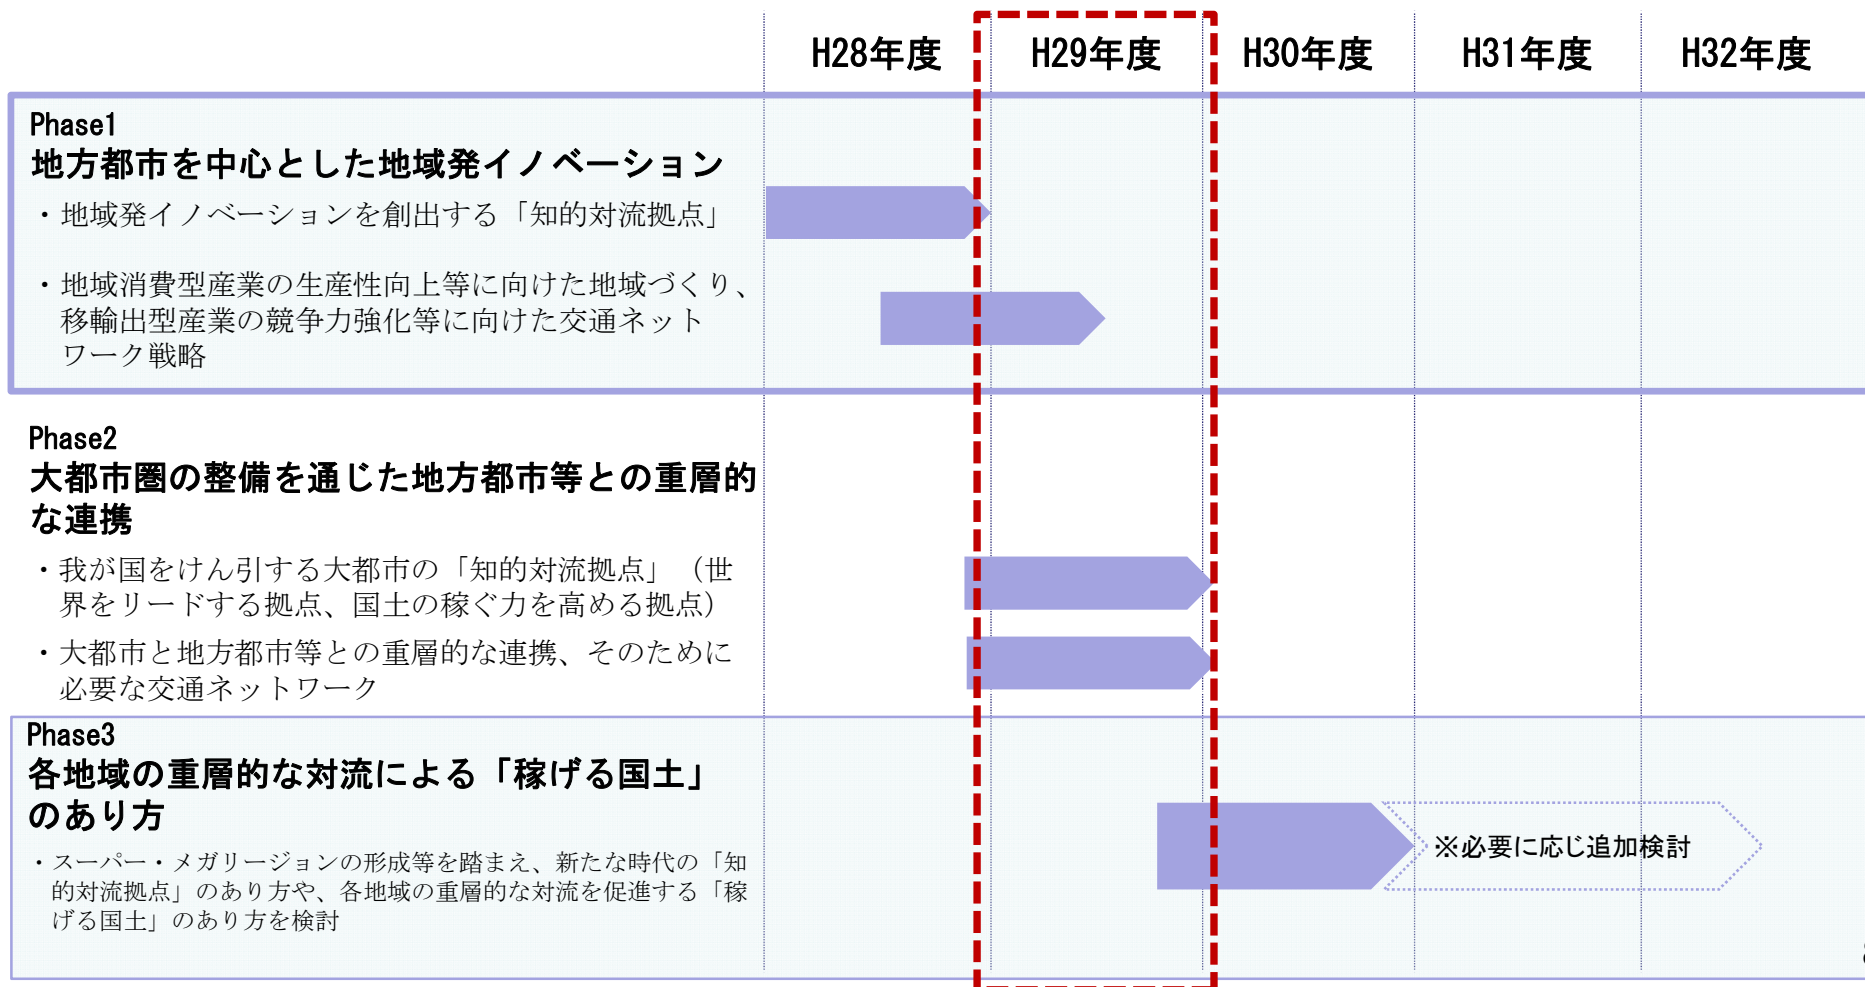 H28年度 H29年度 H30年度 H31年度 H32年度
Phase1
地方都市を中心とした地域発イノベーション
・地域発イノベーションを創出する「知的対流拠点」
・地域消費型産業の生産性向上等に向けた地域づくり、
移輸出型産業の競争力強化等に向けた交通ネット
ワーク戦略
Phase2
大都市圏の整備を通じた地方都市等との重層的
な連携
・我が国をけん引する大都市の「知的対流拠点」（世
界をリードする拠点、国土の稼ぐ力を高める拠点）
・大都市と地方都市等との重層的な連携、そのために
必要な交通ネットワーク
Phase3
各地域の重層的な対流による「稼げる国土」
のあり方
・スーパー・メガリージョンの形成等を踏まえ、新たな時代の「知
的対流拠点」のあり方や、各地域の重層的な対流を促進する「稼
げる国土」のあり方を検討
※必要に応じ追加検討